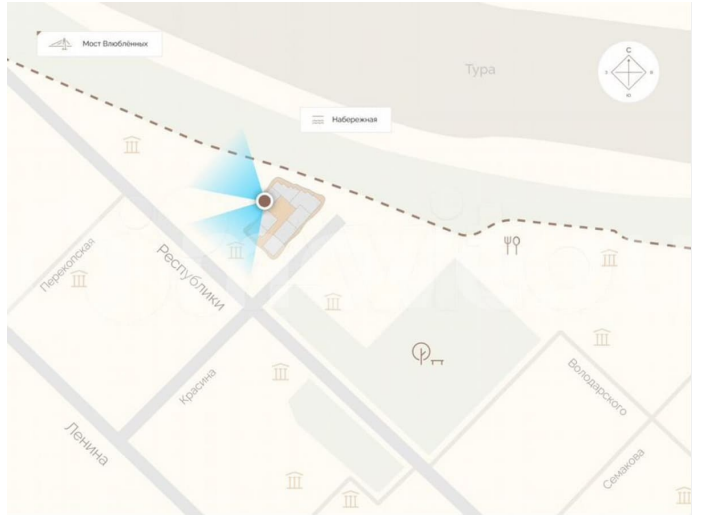 Мост Влюблённых
С
З
В
Ю
Тура
Набережная
Перекопская
Республики
Красина
Ленина
Володарского
Семакова